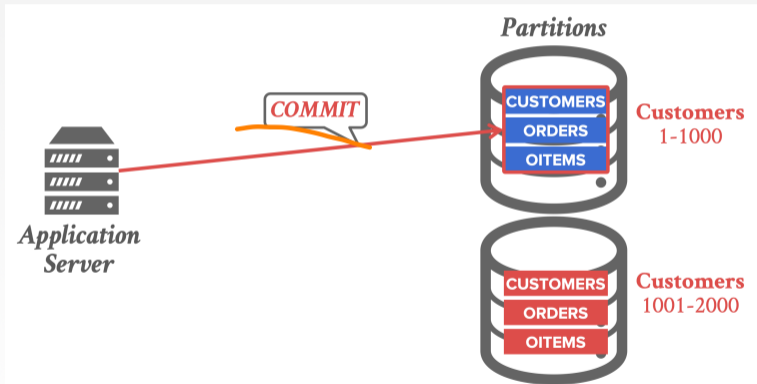 Partitions
COMMIT
CUSTOMERS
ORDERS
OITEMS
Customers
1-1000
Application
Server
CUSTOMERS
ORDERS
OITEMS
Customers
1001-2000